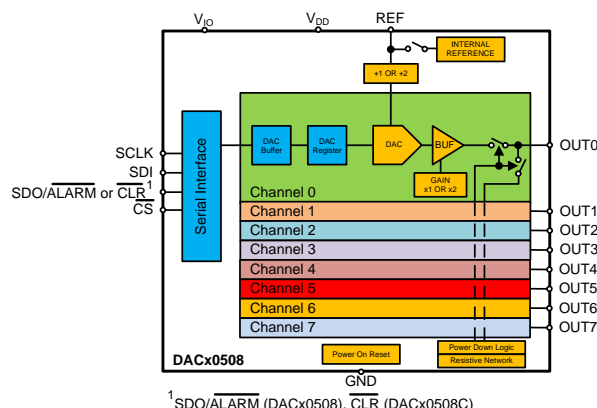 VIO VDD REF
INTERNAL
REFERENCE
÷1 OR ÷2
Serial Interface
SCLK
SDI
SDO/ALARM or CLR¹
CS
DAC
Buffer
DAC
Register
DAC
BUF
GAIN
x1 OR x2
OUT0
Channel 0
Channel 1 OUT1
Channel 2 OUT2
Channel 3 OUT3
Channel 4 OUT4
Channel 5 OUT5
Channel 6 OUT6
Channel 7 OUT7
Power Down Logic
Resistive Network
Power On Reset
DACx0508
GND
¹SDO/ALARM (DACx0508), CLR (DACx0508C)